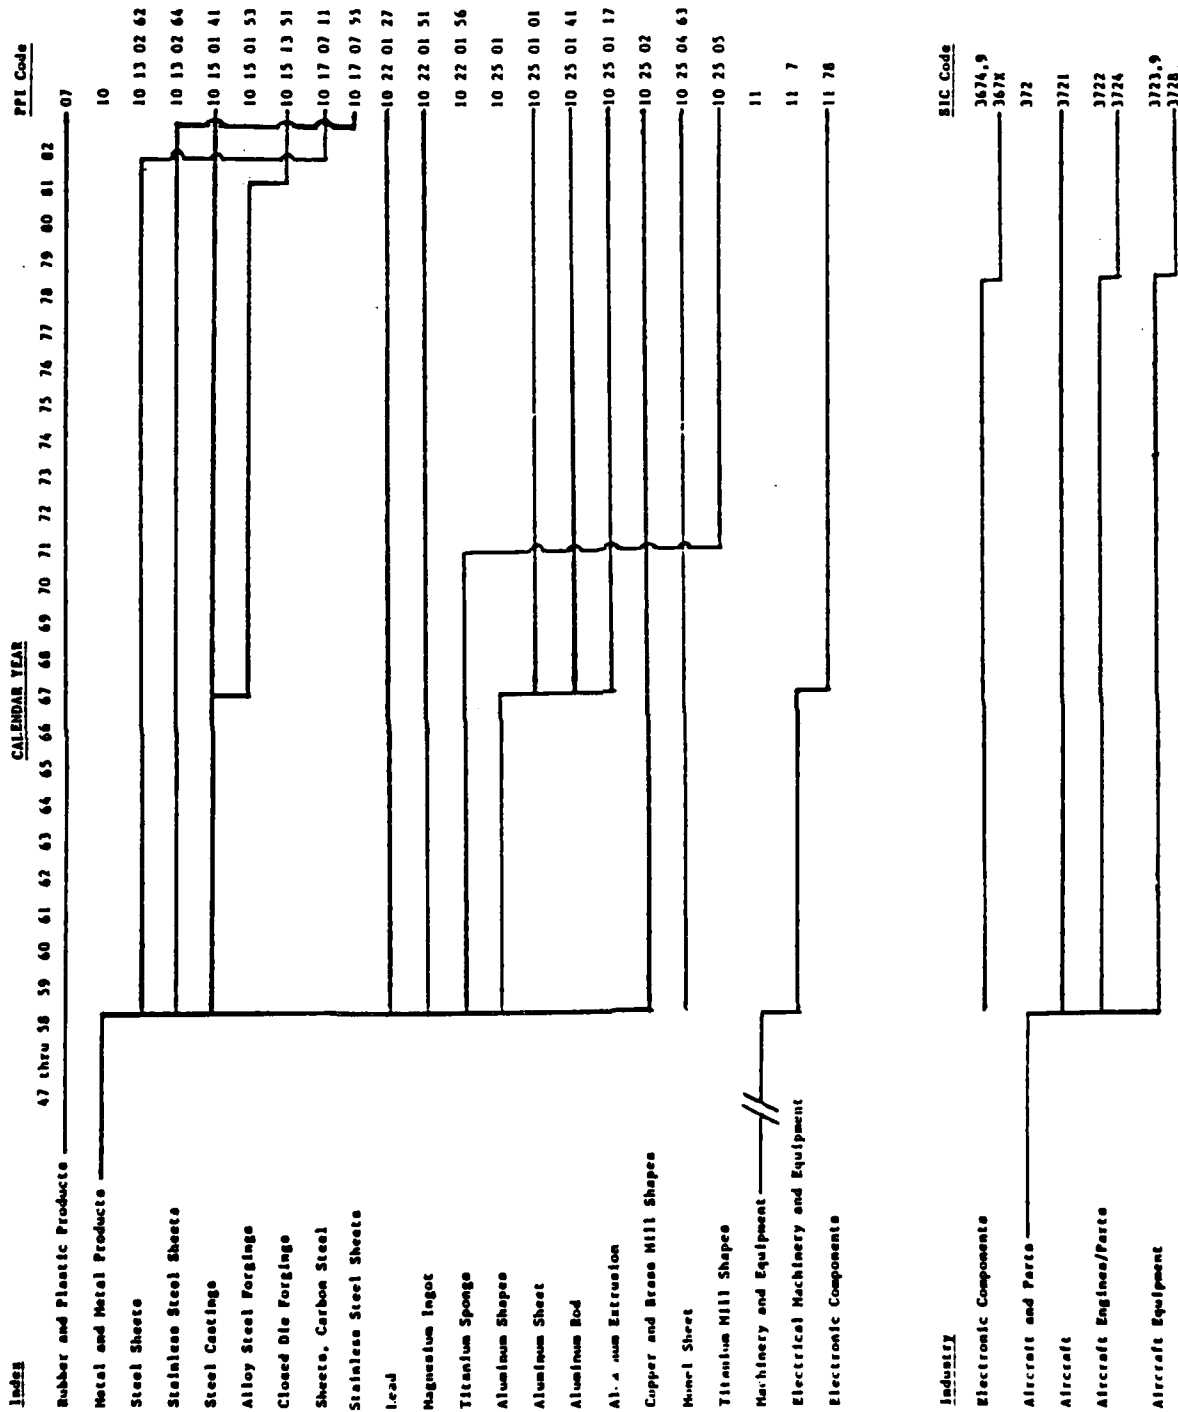 Index
CALENDAR YEAR
PPI Code
47 thru 58 59 60 61 62 63 64 65 66 67 68 69 70 71 72 73 74 75 76 77 78 79 80 81 82
Rubber and Plastic Products 07
Metal and Metal Products 10
Steel Sheets 10 13 02 62
Stainless Steel Sheets 10 13 02 64
Steel Castings 10 15 01 41
Alloy Steel Forgings 10 15 01 53
Closed Die Forgings 10 15 13 51
Sheets, Carbon Steel 10 17 07 11
Stainless Steel Sheets 10 17 07 55
Lead 10 22 01 27
Magnesium Ingot 10 22 01 51
Titanium Sponge 10 22 01 56
Aluminum Shapes 10 25 01
Aluminum Sheet 10 25 01 01
Aluminum Rod 10 25 01 41
Extrusion 10 25 01 17
Copper and Brass Mill Shapes 10 25 02
Monel Sheet 10 25 04 63
Titanium Mill Shapes 10 25 05
Machinery and Equipment 11
Electrical Machinery and Equipment 11 7
Electronic Components 11 78
Industry
SIC Code
Electronic Components 3674,9
367X
Aircraft and Parts 372
Aircraft 3721
Aircraft Engines/Parts 3722
3724
Aircraft Equipment 3723,9
3728